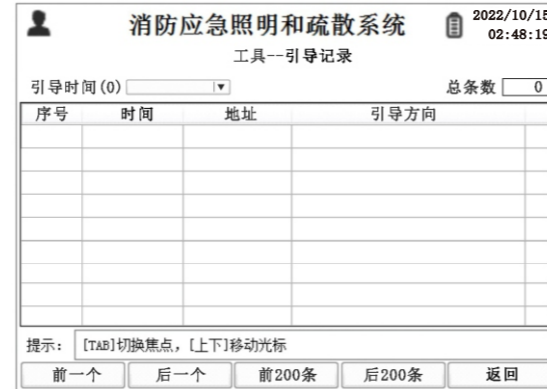 消防应急照明和疏散系统
2022/10/15
02:48:19
工具--引导记录
引导时间(0)
总条数 0
序号 时间 地址 引导方向
提示: [TAB]切换焦点，[上下]移动光标
前一个 后一个 前200条 后200条 返回